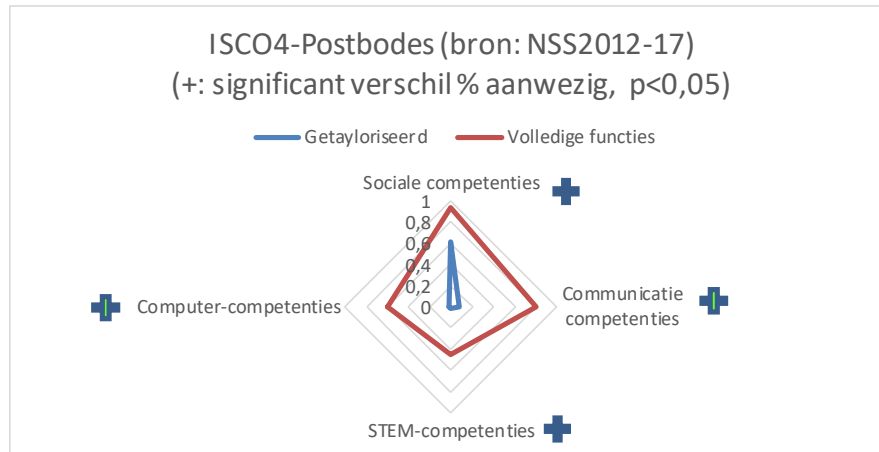 ISCO4-Postbodes (bron: NSS2012-17)
(+: significant verschil % aanwezig, p<0,05)
Getayloriseerd
Volledige functies
Sociale competenties
1
0,8
0,6
0,4
0,2
0
Computer-competenties
Communicatie
competenties
STEM-competenties